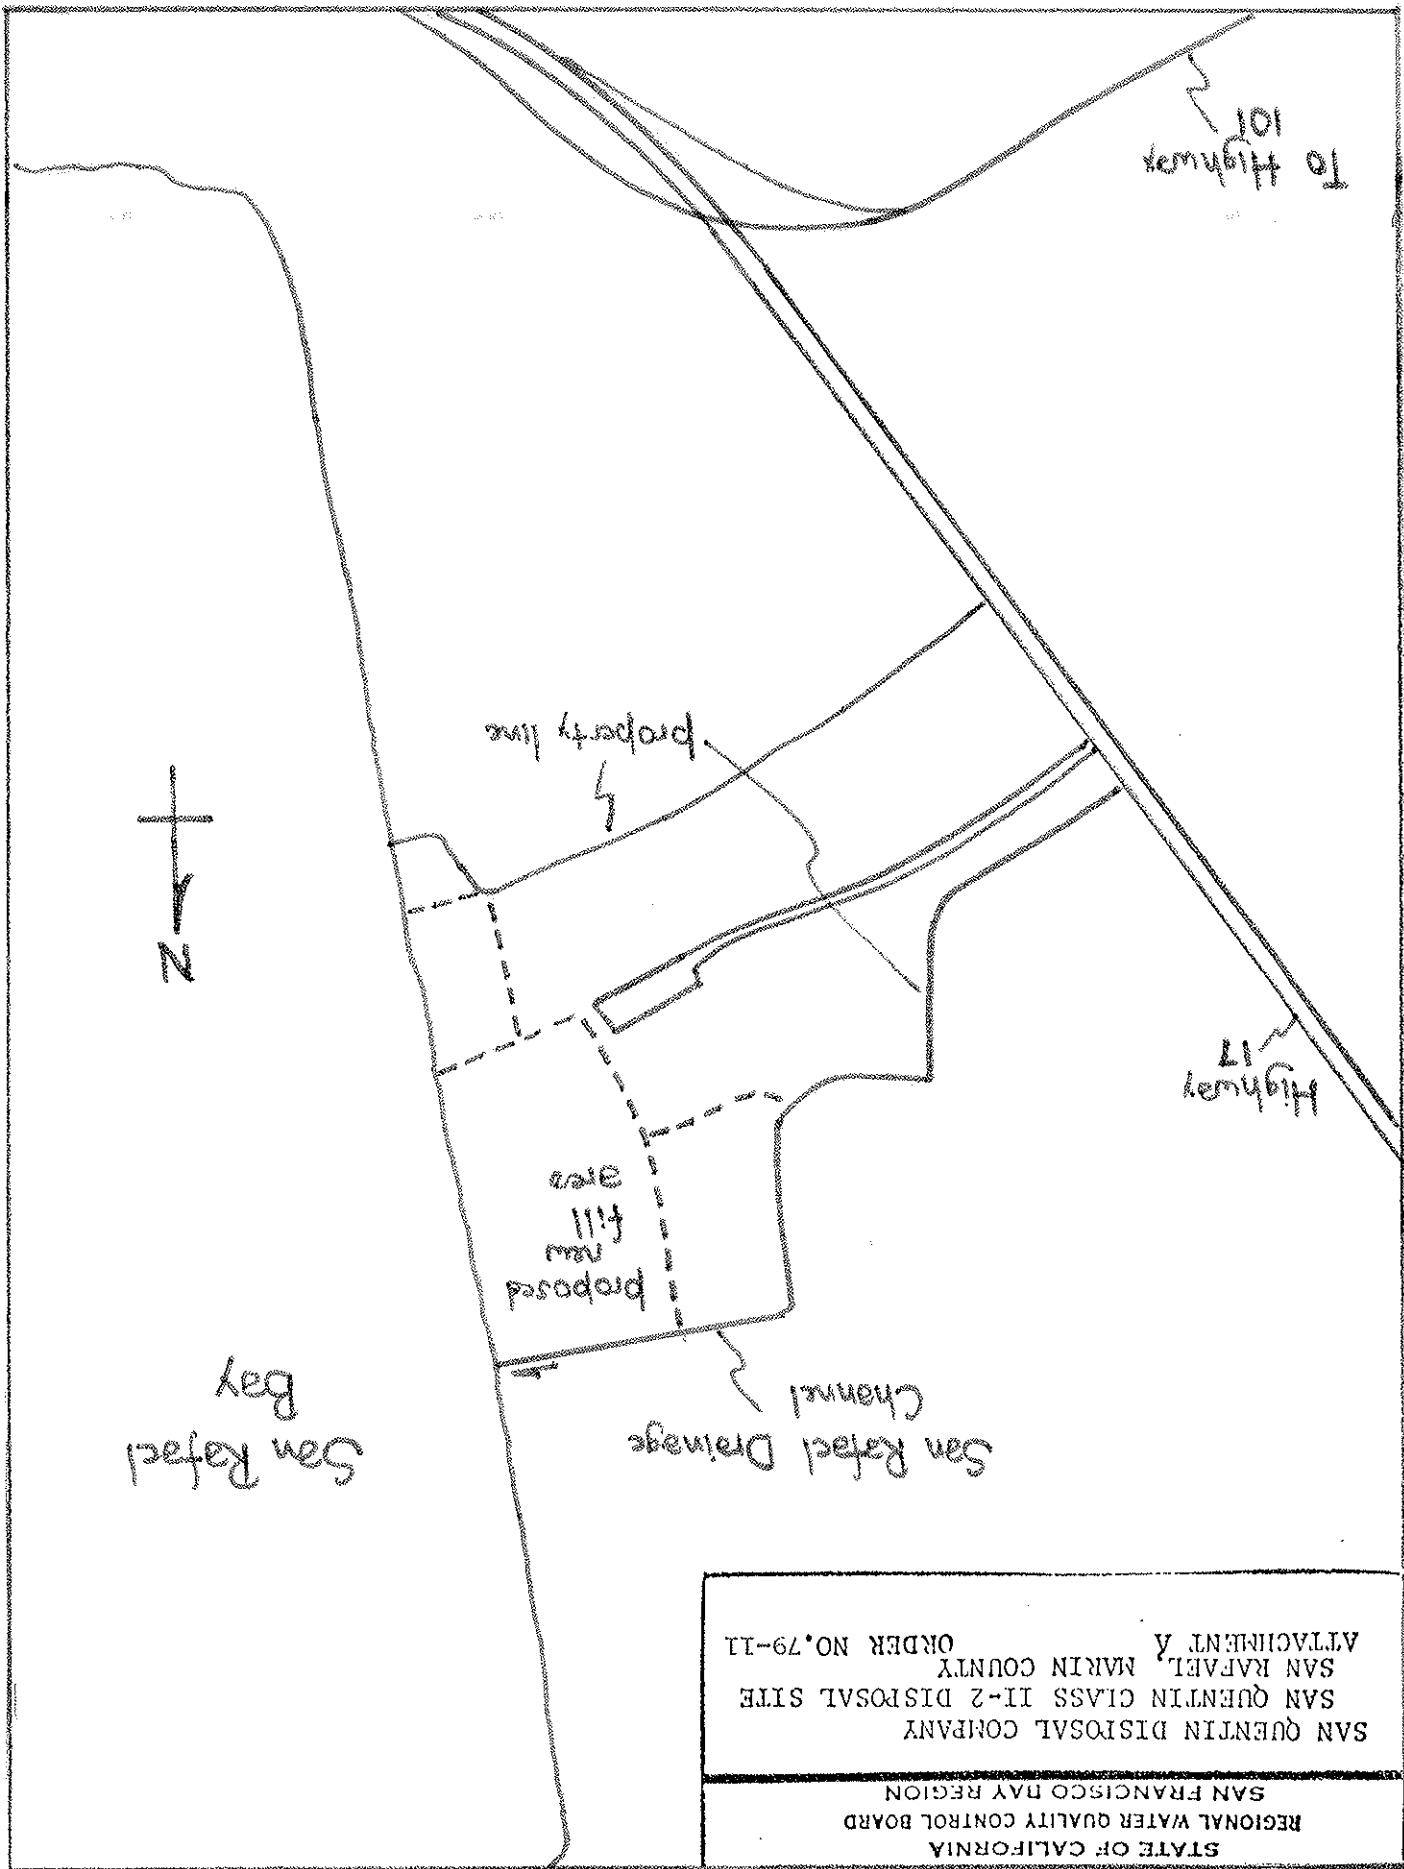 STATE OF CALIFORNIA
REGIONAL WATER QUALITY CONTROL BOARD
SAN FRANCISCO BAY REGION
SAN QUENTIN DISPOSAL COMPANY
SAN QUENTIN CLASS II-2 DISPOSAL SITE
SAN RAFAEL, MARIN COUNTY
ATTACHMENT A ORDER NO.79-11
San Rafael Drainage
Channel
San Rafael
Bay
proposed
new
fill
area
Highway
17
N
property line
To Highway
101